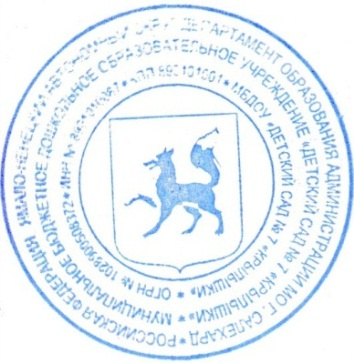 РОССИЙСКАЯ ФЕДЕРАЦИЯ ЯМАЛО-НЕНЕЦКИЙ АВТОНОМНЫЙ ОКРУГ ДЕПАРТАМЕНТ ОБРАЗОВАНИЯ АДМИНИСТРАЦИИ МО Г. САЛЕХАРД *
МУНИЦИПАЛЬНОЕ БЮДЖЕТНОЕ ДОШКОЛЬНОЕ ОБРАЗОВАТЕЛЬНОЕ УЧРЕЖДЕНИЕ «ДЕТСКИЙ САД № 7 «КРЫЛЫШКИ» *
* ИНН № * КПП 890101001 * МБДОУ «ДЕТСКИЙ САД № 7 «КРЫЛЫШКИ» * ОГРН №